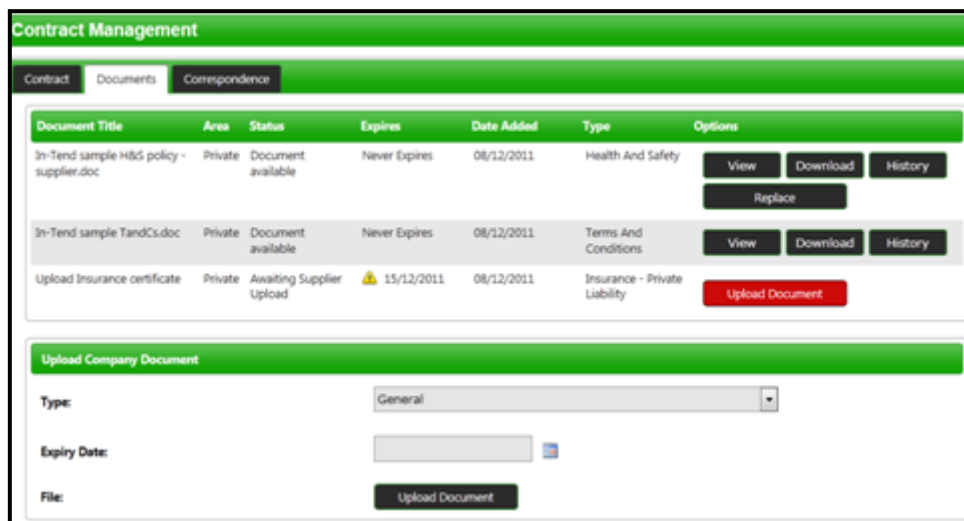 Contract Management
Contract Documents Correspondence
Document Title Area Status Expires Date Added Type Options
In-Tend sample H&S policy - Private Document Never Expires 08/12/2011 Health And Safety View Download History
supplier.doc available Replace
In-Tend sample TandCs.doc Private Document Never Expires 08/12/2011 Terms And View Download History
available Conditions
Upload Insurance certificate Private Awaiting Supplier 15/12/2011 08/12/2011 Insurance - Private Upload Document
Upload Liability
Upload Company Document
Type: General
Expiry Date:
File: Upload Document